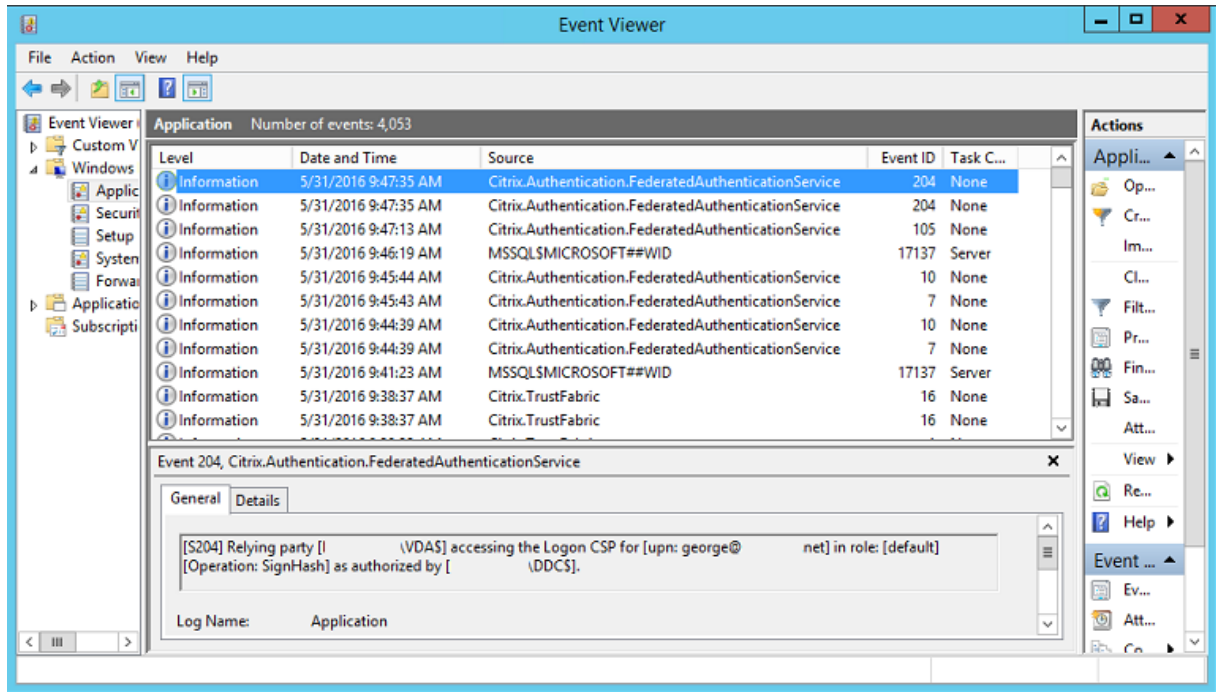 Event Viewer
File Action View Help
Event Viewer
Custom V
Windows
Applic
Securit
Setup
System
Forwar
Applicatio
Subscripti
Application Number of events: 4,053
Level Date and Time Source Event ID Task C...
Information 5/31/2016 9:47:35 AM Citrix.Authentication.FederatedAuthenticationService 204 None
Information 5/31/2016 9:47:35 AM Citrix.Authentication.FederatedAuthenticationService 204 None
Information 5/31/2016 9:47:13 AM Citrix.Authentication.FederatedAuthenticationService 105 None
Information 5/31/2016 9:46:19 AM MSSQL$MICROSOFT##WID 17137 Server
Information 5/31/2016 9:45:44 AM Citrix.Authentication.FederatedAuthenticationService 10 None
Information 5/31/2016 9:45:43 AM Citrix.Authentication.FederatedAuthenticationService 7 None
Information 5/31/2016 9:44:39 AM Citrix.Authentication.FederatedAuthenticationService 10 None
Information 5/31/2016 9:44:39 AM Citrix.Authentication.FederatedAuthenticationService 7 None
Information 5/31/2016 9:41:23 AM MSSQL$MICROSOFT##WID 17137 Server
Information 5/31/2016 9:38:37 AM Citrix.TrustFabric 16 None
Information 5/31/2016 9:38:37 AM Citrix.TrustFabric 16 None
Event 204, Citrix.Authentication.FederatedAuthenticationService
General Details
[S204] Relying party [ \VDA$] accessing the Logon CSP for [upn: george@ net] in role: [default]
[Operation: SignHash] as authorized by [ \DDC$].
Log Name: Application
Actions
Appli...
Op...
Cr...
Im...
Cl...
Filt...
Pr...
Fin...
Sa...
Att...
View
Re...
Help
Event ...
Ev...
Att...
Co...